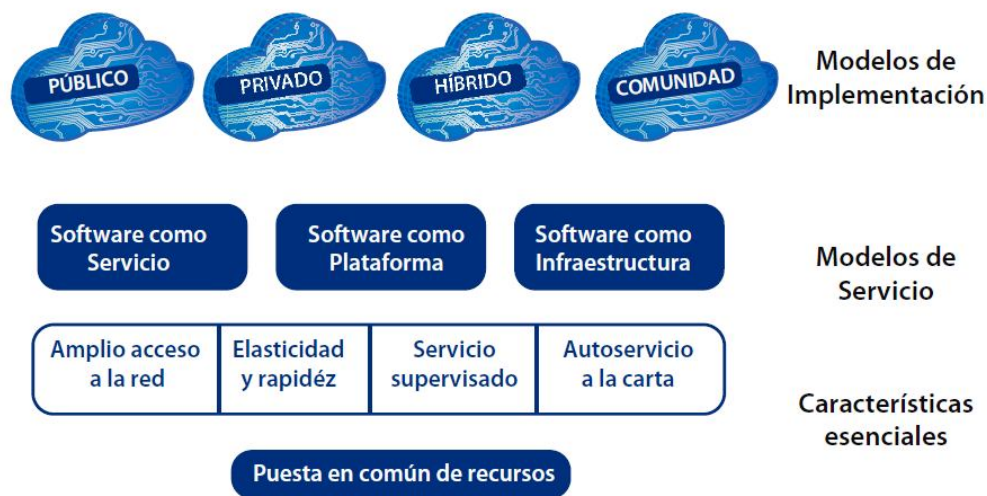 PÚBLICO
PRIVADO
HÍBRIDO
COMUNIDAD
Modelos de
Implementación
Software como
Servicio
Software como
Plataforma
Software como
Infraestructura
Modelos de
Servicio
Amplio acceso
a la red
Elasticidad
y rapidéz
Servicio
supervisado
Autoservicio
a la carta
Características
esenciales
Puesta en común de recursos